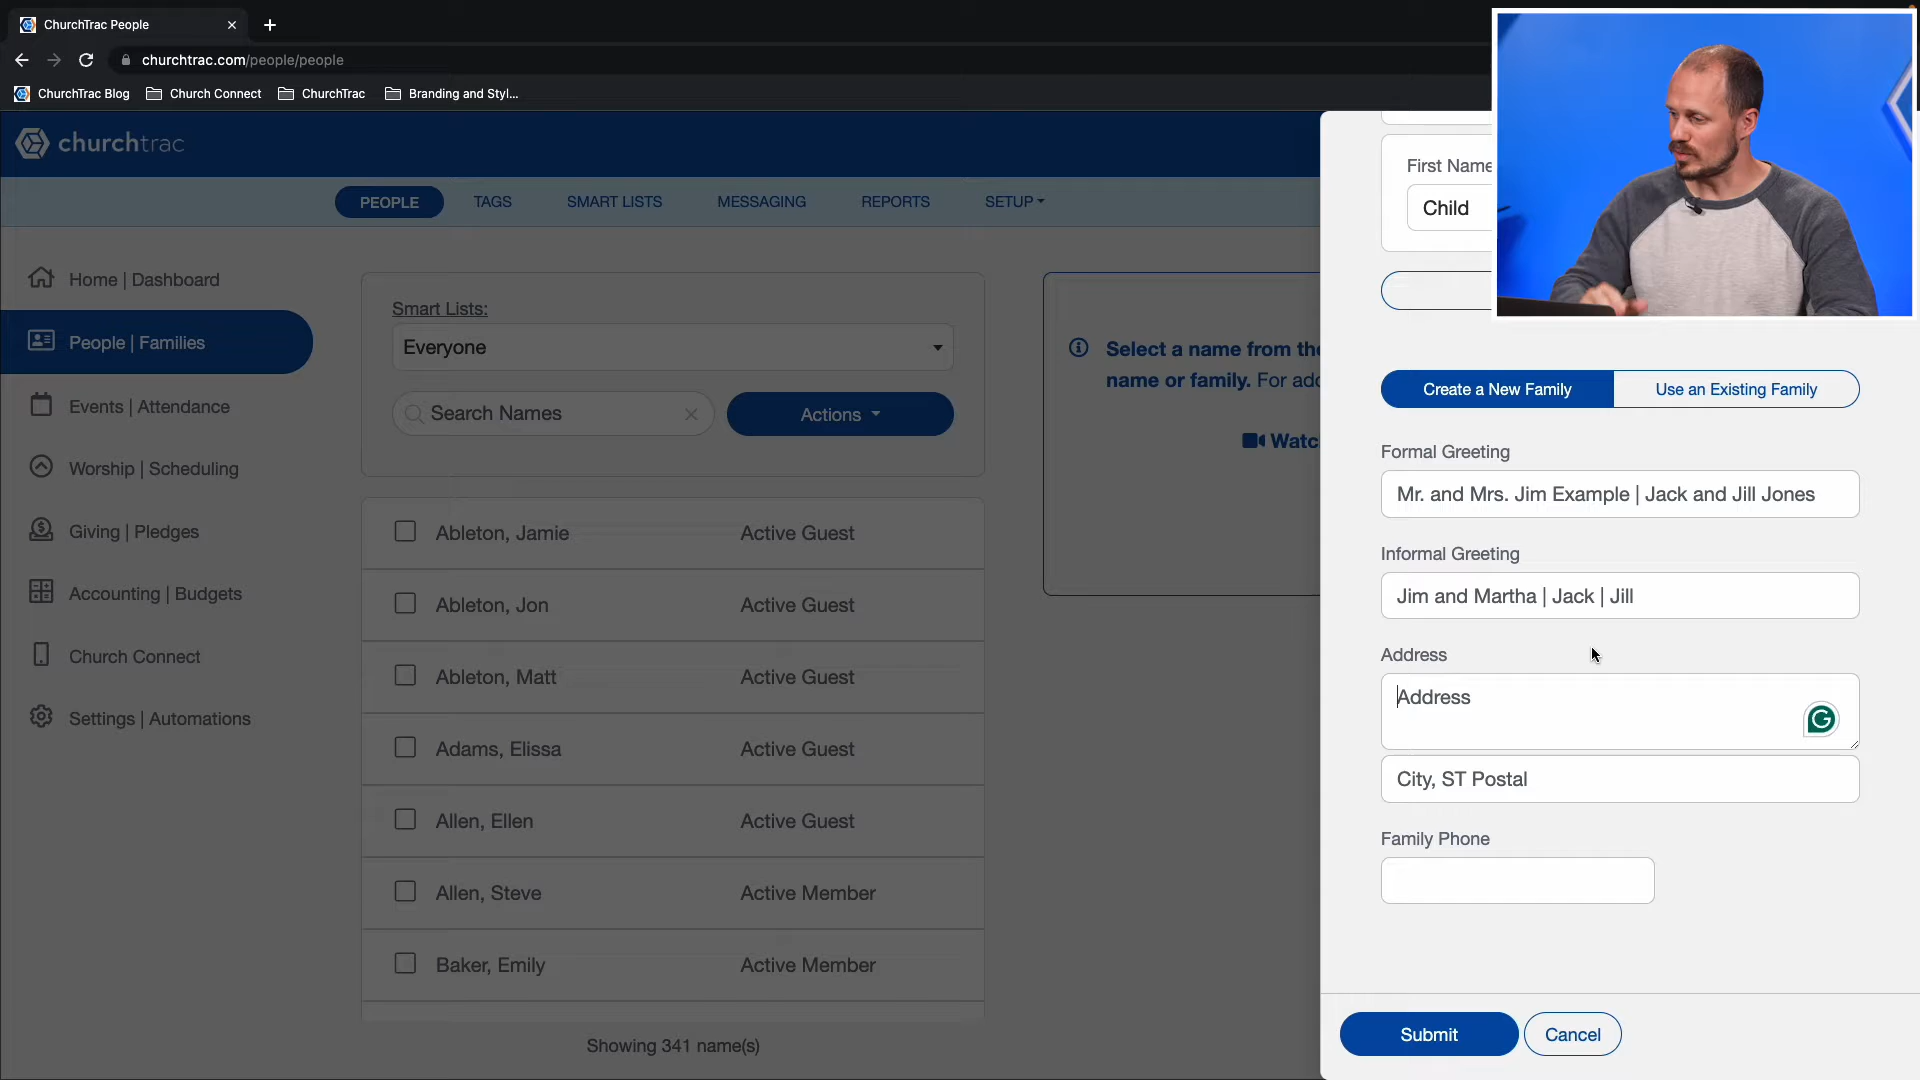 ChurchTrac People
churchtrac.com/people/people
ChurchTrac Blog
Church Connect
ChurchTrac
Branding and Styl...
churchtrac
PEOPLE
TAGS
SMART LISTS
MESSAGING
REPORTS
SETUP
Home | Dashboard
People | Families
Events | Attendance
Worship | Scheduling
Giving | Pledges
Accounting | Budgets
Church Connect
Settings | Automations
Smart Lists:
Everyone
Search Names
Actions
Ableton, Jamie Active Guest
Ableton, Jon Active Guest
Ableton, Matt Active Guest
Adams, Elissa Active Guest
Allen, Ellen Active Guest
Allen, Steve Active Member
Baker, Emily Active Member
Showing 341 name(s)
Select a name from the
name or family. For add
Watc
First Name
Child
Create a New Family
Use an Existing Family
Formal Greeting
Mr. and Mrs. Jim Example | Jack and Jill Jones
Informal Greeting
Jim and Martha | Jack | Jill
Address
Address
City, ST Postal
Family Phone
Submit
Cancel